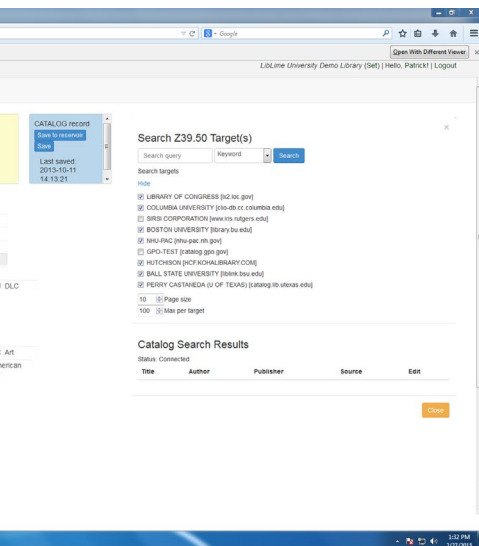 Google
Open With Different Viewer
LibLime University Demo Library (Set) | Hello, Patrick! | Logout
CATALOG record
Save to reservoir
Save
Last saved:
2013-10-11
14:13:21
DLC
Art
merican
Search Z39.50 Target(s)
Search query Keyword Search
Search targets
Hide
LIBRARY OF CONGRESS [lx2.loc.gov]
COLUMBIA UNIVERSITY [clio-db.cc.columbia.edu]
SIRSI CORPORATION [www.iris.rutgers.edu]
BOSTON UNIVERSITY [library.bu.edu]
NHU-PAC [nhu-pac.nh.gov]
GPO-TEST [catalog.gpo.gov]
HUTCHISON [HCF.KOHALIBRARY.COM]
BALL STATE UNIVERSITY [liblink.bsu.edu]
PERRY CASTANEDA (U OF TEXAS) [catalog.lib.utexas.edu]
10 Page size
100 Max per target
Catalog Search Results
Status: Connected
Title Author Publisher Source Edit
Close
1:32 PM
1/27/2015